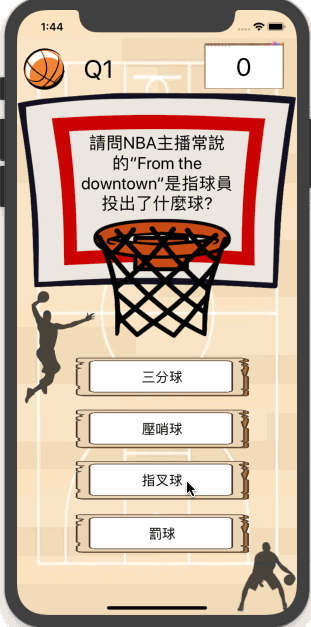 1:44
Q1
0
請問NBA主播常說
的“From the
downtown“是指球員
投出了什麼球?
三分球
壓哨球
指叉球
罰球